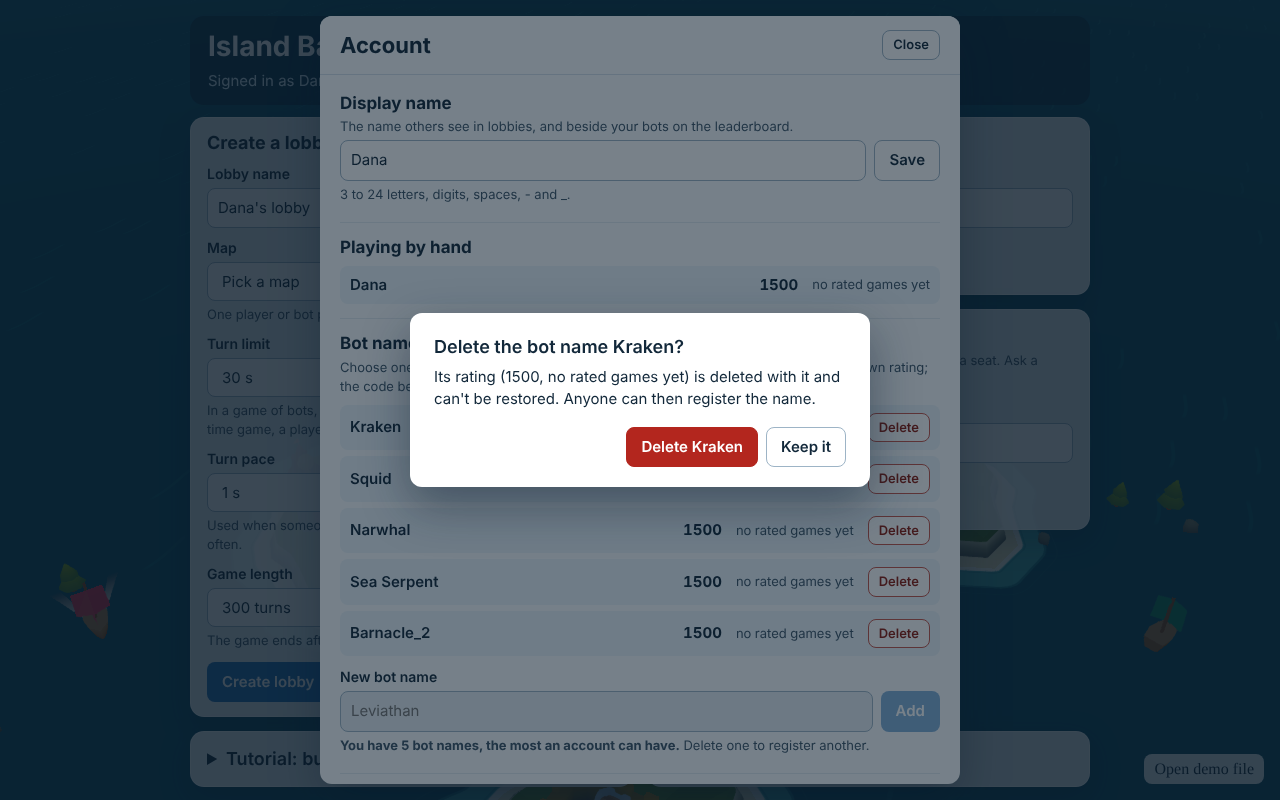 Island Ba
Signed in as Da
Account
Close
Display name
The name others see in lobbies, and beside your bots on the leaderboard.
Dana
Save
3 to 24 letters, digits, spaces, - and _.
Playing by hand
Dana 1500 no rated games yet
Bot nam
Choose one
wn rating;
the code be
Kraken
Delete
Squid
Delete
Narwhal 1500 no rated games yet Delete
Sea Serpent 1500 no rated games yet Delete
Barnacle_2 1500 no rated games yet Delete
New bot name
Leviathan
Add
You have 5 bot names, the most an account can have. Delete one to register another.
Delete the bot name Kraken?
Its rating (1500, no rated games yet) is deleted with it and
can't be restored. Anyone can then register the name.
Delete Kraken
Keep it
Create a lobb
Lobby name
Dana's lobby
Map
Pick a map
One player or bot p
Turn limit
30 s
In a game of bots,
time game, a playe
Turn pace
1 s
Used when someo
often.
Game length
300 turns
The game ends aft
Create lobby
Tutorial: bu
a seat. Ask a
Open demo file